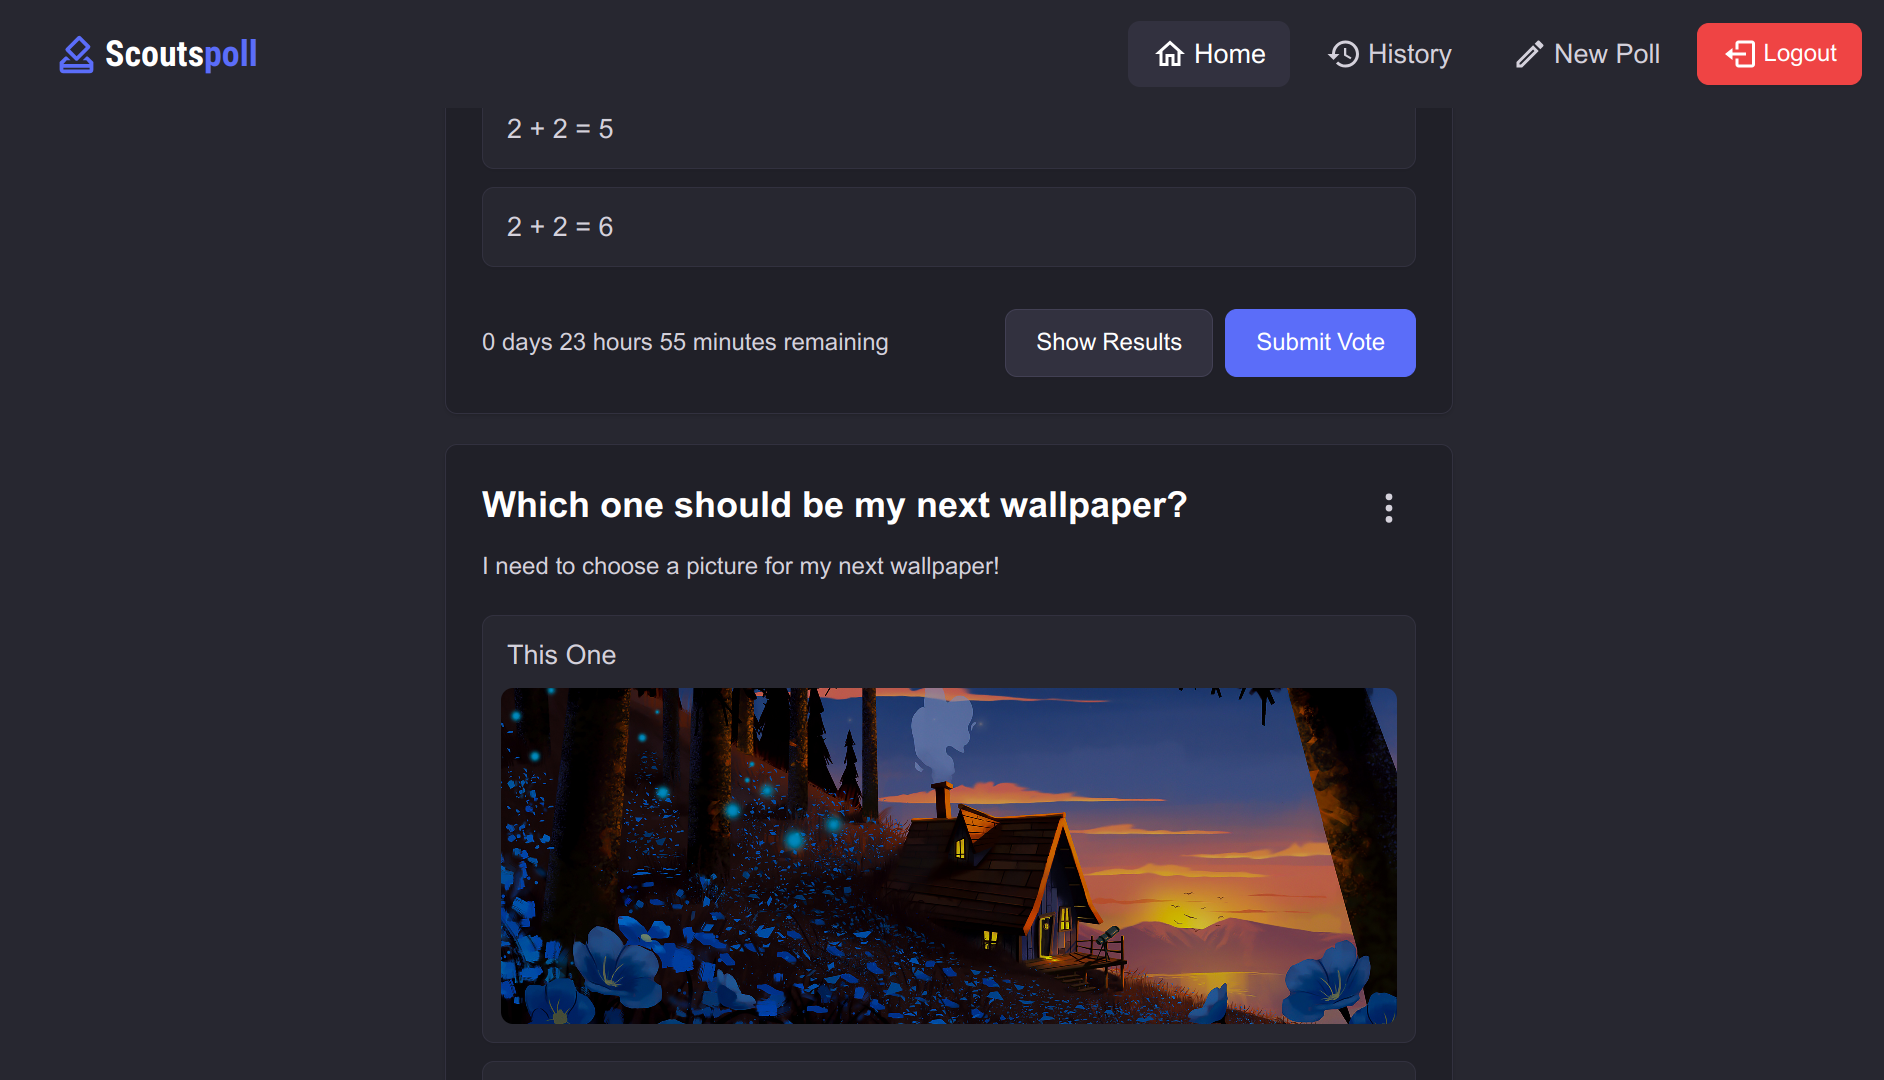 Scoutspoll
Home
History
New Poll
Logout
2 + 2 = 5
2 + 2 = 6
0 days 23 hours 55 minutes remaining
Show Results
Submit Vote
Which one should be my next wallpaper?
I need to choose a picture for my next wallpaper!
This One